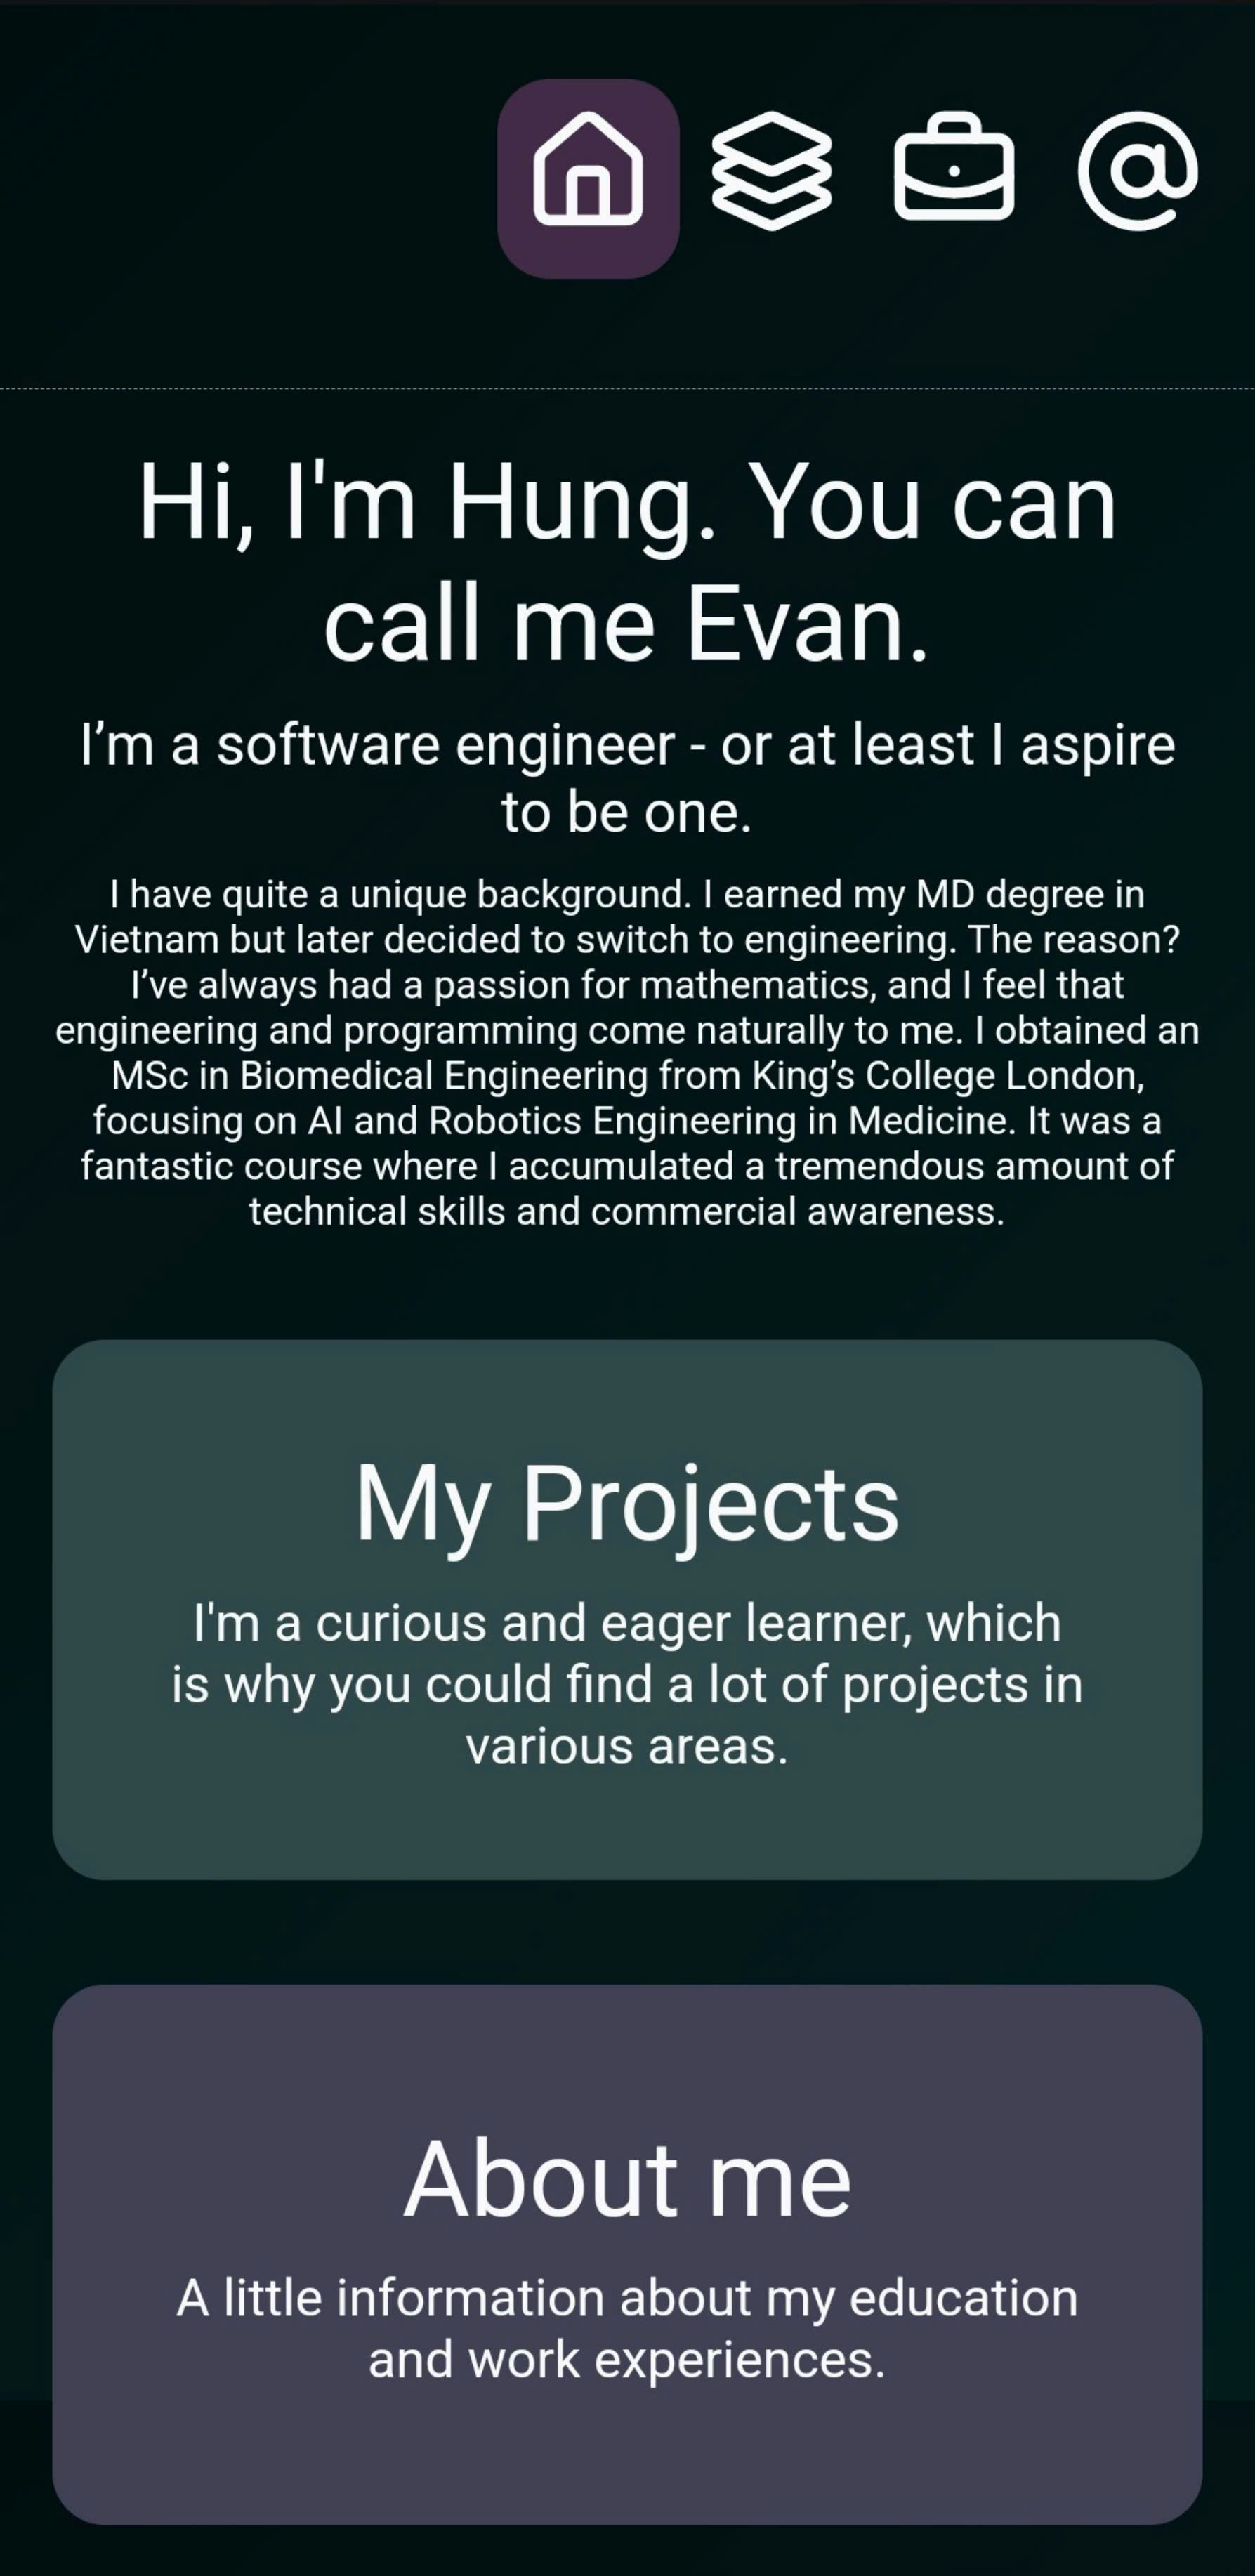 Hi, I'm Hung. You can
call me Evan.
I’m a software engineer - or at least I aspire
to be one.
I have quite a unique background. I earned my MD degree in
Vietnam but later decided to switch to engineering. The reason?
I’ve always had a passion for mathematics, and I feel that
engineering and programming come naturally to me. I obtained an
MSc in Biomedical Engineering from King’s College London,
focusing on AI and Robotics Engineering in Medicine. It was a
fantastic course where I accumulated a tremendous amount of
technical skills and commercial awareness.
My Projects
I'm a curious and eager learner, which
is why you could find a lot of projects in
various areas.
About me
A little information about my education
and work experiences.